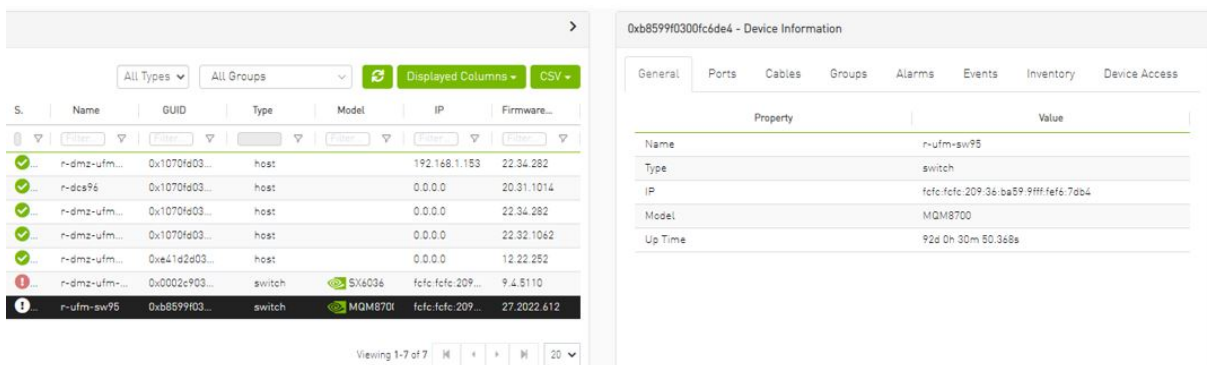 0xb8599f0300fc6de4 - Device Information
All Types
All Groups
Displayed Columns
CSV
General Ports Cables Groups Alarms Events Inventory Device Access
S. Name GUID Type Model IP Firmware...
Filter... Filter... Filter... Filter... Filter...
r-dmz-ufm... 0x1070fd03... host 192.168.1.153 22.34.282
r-dcs96 0x1070fd03... host 0.0.0.0 20.31.1014
r-dmz-ufm... 0x1070fd03... host 0.0.0.0 22.34.282
r-dmz-ufm... 0x1070fd03... host 0.0.0.0 22.32.1062
r-dmz-ufm... 0xe41d2d03... host 0.0.0.0 12.22.252
r-dmz-ufm-... 0x0002c903... switch SX6036 fcfc:fcfc:209... 9.4.5110
r-ufm-sw95 0xb8599f03... switch MQM870( fcfc:fcfc:209... 27.2022.612
Viewing 1-7 of 7 20
Property Value
Name r-ufm-sw95
Type switch
IP fcfc:fcfc:209:36:ba59:9fff:fef6:7db4
Model MQM8700
Up Time 92d 0h 30m 50.368s